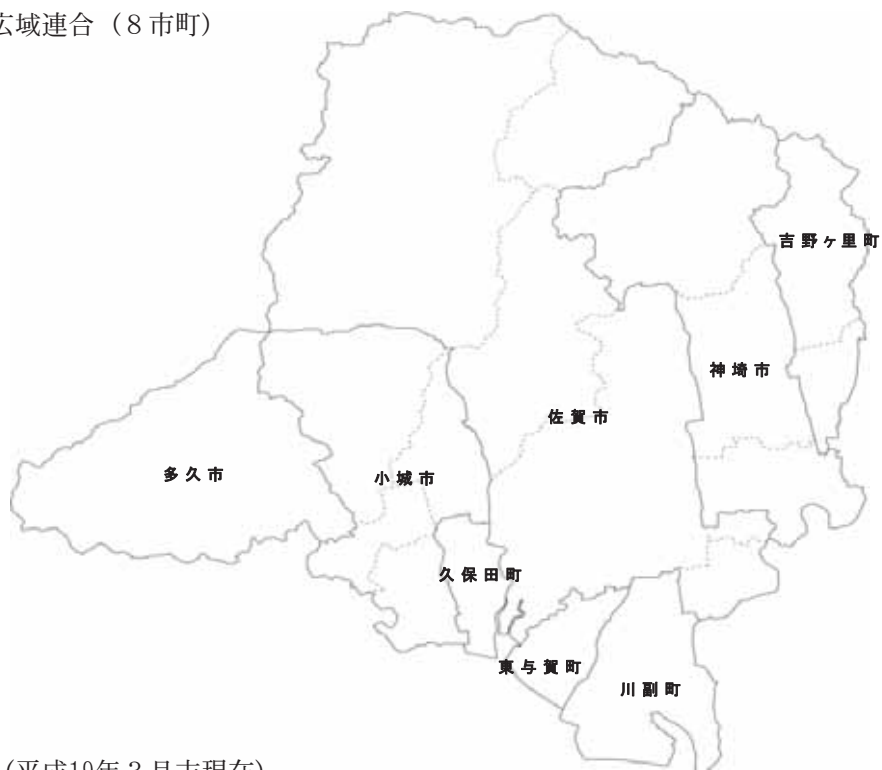 広域連合（８市町）
吉野ヶ里町
神埼市
佐賀市
多久市
小城市
久保田町
東与賀町
川副町